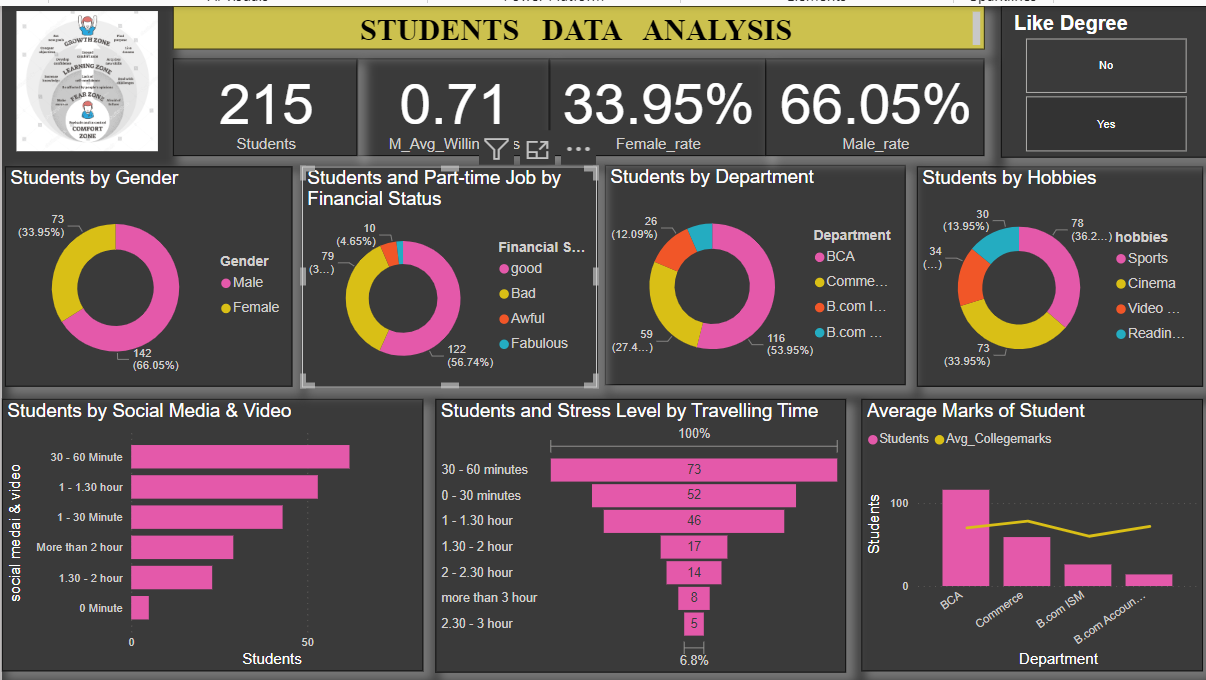 STUDENTS DATA ANALYSIS
Like Degree
No
Yes
GROWTH ZONE
LEARNING ZONE
FEAR ZONE
COMFORT
ZONE
215
Students
0.71
M_Avg_Willin
s
33.95%
Female_rate
66.05%
Male_rate
Students by Gender
73
(33.95%)
142
(66.05%)
Gender
Male
Female
Students and Part-time Job by
Financial Status
10
(4.65%)
79
(3...)
122
(56.74%)
Financial S...
good
Bad
Awful
Fabulous
Students by Department
26
(12.09%)
59
(27.4...)
116
(53.95%)
Department
BCA
Comme...
B.com I...
B.com ...
Students by Hobbies
30
(13.95%)
78
(36.2...)
34
(...)
73
(33.95%)
hobbies
Sports
Cinema
Video ...
Readin...
Students by Social Media & Video
social medai & video
30 - 60 Minute
1 - 1.30 hour
1 - 30 Minute
More than 2 hour
1.30 - 2 hour
0 Minute
0
50
Students
Students and Stress Level by Travelling Time
100%
30 - 60 minutes
73
0 - 30 minutes
52
1 - 1.30 hour
46
1.30 - 2 hour
17
2 - 2.30 hour
14
more than 3 hour
8
2.30 - 3 hour
5
6.8%
Average Marks of Student
Students
Avg_Collegemarks
Students
100
0
BCA
Commerce
B.com ISM
B.com Accoun...
Department